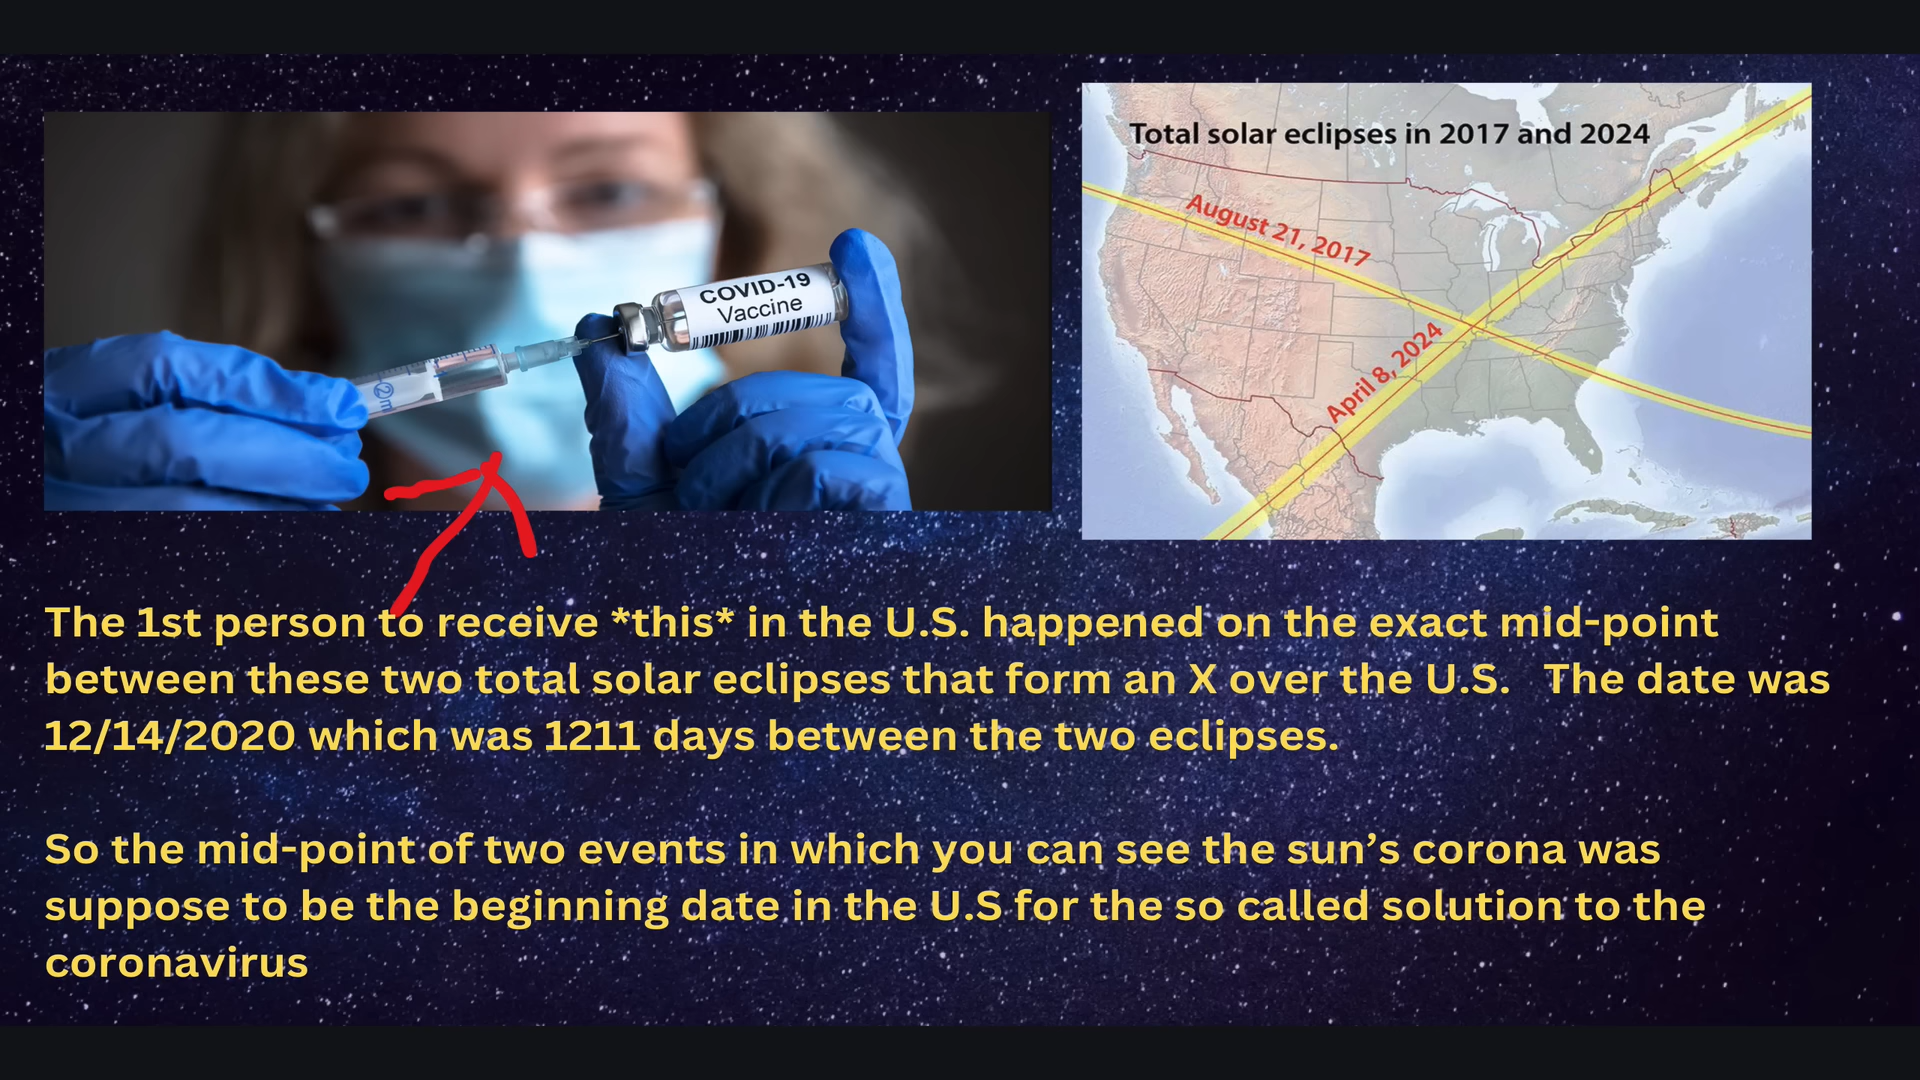 Total solar eclipses in 2017 and 2024
August 21, 2017
April 8, 2024
COVID-19
Vaccine
The 1st person to receive *this* in the U.S. happened on the exact mid-point
between these two total solar eclipses that form an X over the U.S. The date was
12/14/2020 which was 1211 days between the two eclipses.
So the mid-point of two events in which you can see the sun’s corona was
suppose to be the beginning date in the U.S for the so called solution to the
coronavirus